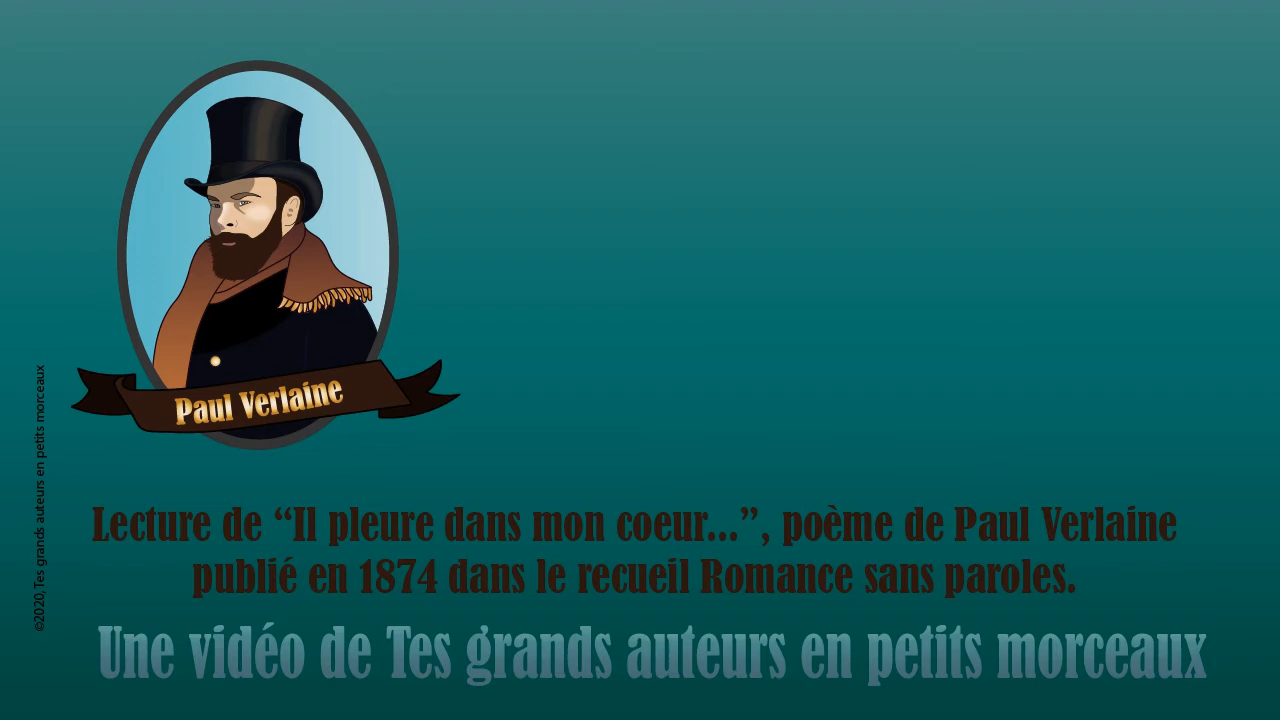 Paul Verlaine
©2020, Tes grands auteurs en petits morceaux
Lecture de “Il pleure dans mon coeur...”, poème de Paul Verlaine
publié en 1874 dans le recueil Romance sans paroles.
Une vidéo de Tes grands auteurs en petits morceaux